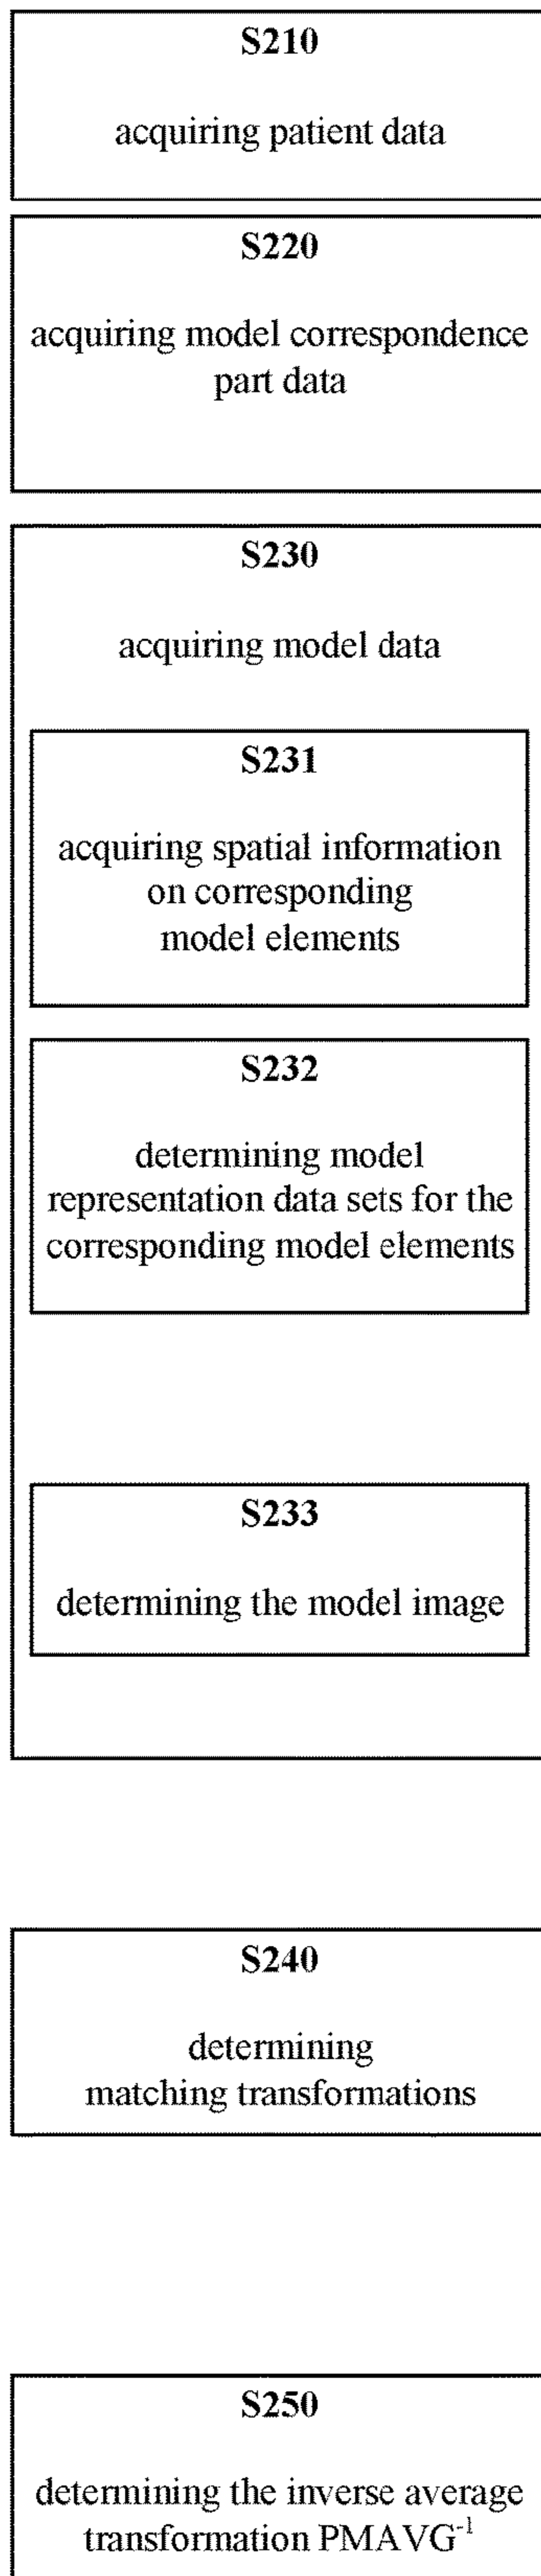 S210
acquiring patient data
S220
acquiring model correspondence
part data
S230
acquiring model data
S231
acquiring spatial information
on corresponding
model elements
S232
determining model
representation data sets for the
corresponding model elements
S233
determining the model image
S240
determining
matching transformations
S250
determining the inverse average
transformation PMAVG⁻¹